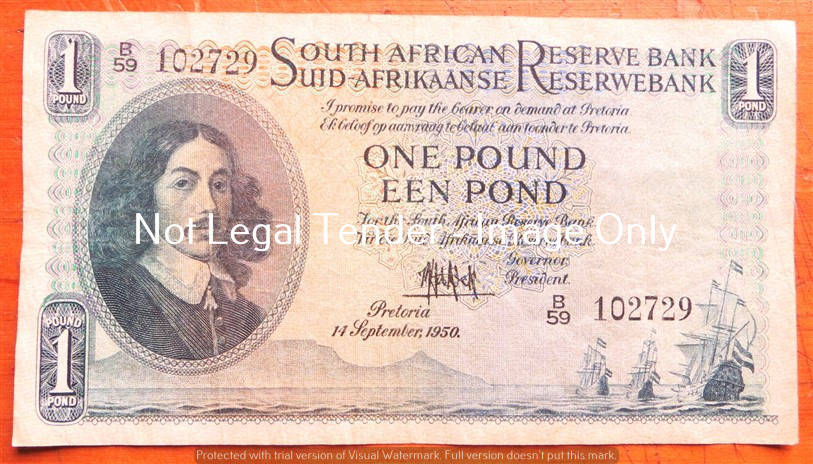 1
POUND
B
59 102729
SOUTH AFRICAN RESERVE BANK
SUID-AFRIKAANSE RESERWEBANK
1
POND
I promise to pay the bearer on demand at Pretoria
Ek beloof op aanvraag te betaal aan toonder te Pretoria.
ONE POUND
EEN POND
For the South African Reserve Bank
Not Legal Tender Image Only
Governor,
President.
Pretoria
14 September, 1950.
B
59 102729
POUND
1
POND
Protected with trial version of Visual Watermark. Full version doesn't put this mark.